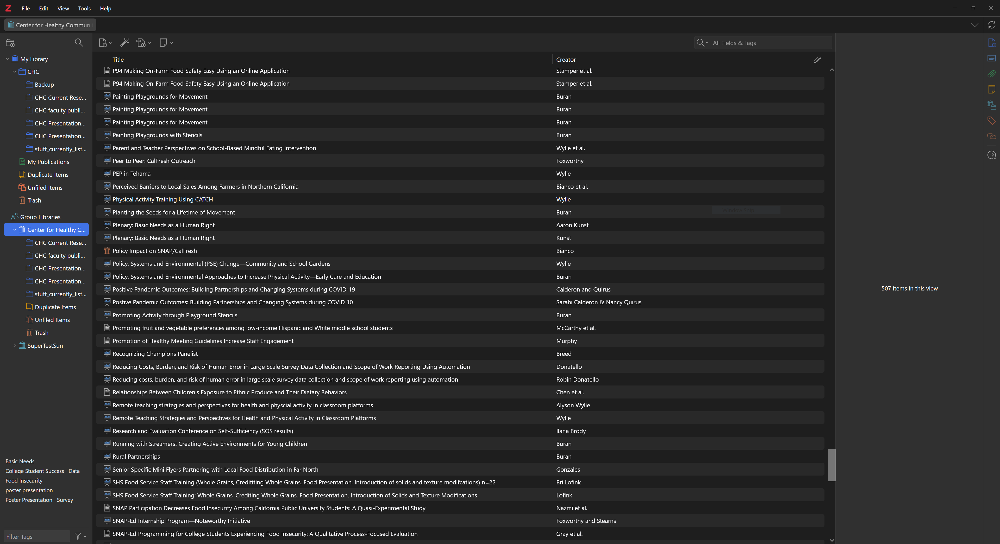 Z File Edit View Tools Help
Center for Healthy Communi
All Fields & Tags
My Library
CHC
Backup
CHC Current Rese...
CHC faculty publi...
CHC Presentation...
CHC Presentation...
stuff_currently_list...
My Publications
Duplicate Items
Unfiled Items
Trash
Group Libraries
Center for Healthy C...
CHC Current Rese...
CHC faculty publi...
CHC Presentation...
CHC Presentation...
stuff_currently_list...
Duplicate Items
Unfiled Items
Trash
SuperTestSun
Basic Needs
College Student Success Data
Food Insecurity
poster presentation
Poster Presentation Survey
Filter Tags
Title Creator
P94 Making On-Farm Food Safety Easy Using an Online Application Stamper et al.
P94 Making On-Farm Food Safety Easy Using an Online Application Stamper et al.
Painting Playgrounds for Movement Buran
Painting Playgrounds for Movement Buran
Painting Playgrounds for Movement Buran
Painting Playgrounds with Stencils Buran
Parent and Teacher Perspectives on School-Based Mindful Eating Intervention Wylie et al.
Peer to Peer: CalFresh Outreach Foxworthy
PEP in Tehama Wylie
Perceived Barriers to Local Sales Among Farmers in Northern California Bianco et al.
Physical Activity Training Using CATCH Wylie
Planting the Seeds for a Lifetime of Movement Buran
Window Snip
Plenary: Basic Needs as a Human Right Aaron Kunst
Plenary: Basic Needs as a Human Right Kunst
Policy Impact on SNAP/CalFresh Bianco
Policy, Systems and Environmental (PSE) Change—Community and School Gardens Wylie
Policy, Systems and Environmental Approaches to Increase Physical Activity—Early Care and Education Buran
Positive Pandemic Outcomes: Building Partnerships and Changing Systems during COVID-19 Calderon and Quirus
Postive Pandemic Outcomes: Building Partnerships and Changing Systems during COVID 10 Sarahi Calderon & Nancy Quirus
Promoting Activity through Playground Stencils Buran
Promoting fruit and vegetable preferences among low-income Hispanic and White middle school students McCarthy et al.
Promotion of Healthy Meeting Guidelines Increase Staff Engagement Murphy
Recognizing Champions Panelist Breed
Reducing Costs, Burden, and Risk of Human Error in Large Scale Survey Data Collection and Scope of Work Reporting Using Automation Donatello
Reducing costs, burden, and risk of human error in large scale survey data collection and scope of work reporting using automation Robin Donatello
Relationships Between Children's Exposure to Ethnic Produce and Their Dietary Behaviors Chen et al.
Remote teaching strategies and perspectives for health and physcial activity in classroom platforms Alyson Wylie
Remote Teaching Strategies and Perspectives for Health and Physical Activity in Classroom Platforms Wylie
Research and Evaluation Conference on Self-Sufficiency (SOS results) Ilana Brody
Running with Streamers! Creating Active Environments for Young Children Buran
Rural Partnerships Buran
Senior Specific Mini Flyers Partnering with Local Food Distribution in Far North Gonzales
SHS Food Service Staff Training (Whole Grains, Credititing Whole Grains, Food Presentation, Introduction of solids and texture modifcations) n=22 Bri Lofink
SHS Food Service Staff Training: Whole Grains, Crediting Whole Grains, Food Presentation, Introduction of Solids and Texture Modifications Lofink
SNAP Participation Decreases Food Insecurity Among California Public University Students: A Quasi-Experimental Study Nazmi et al.
SNAP-Ed Internship Program—Noteworthy Initiative Foxworthy and Stearns
SNAP-Ed Programming for College Students Experiencing Food Insecurity: A Qualitative Process-Focused Evaluation Gray et al.
507 items in this view